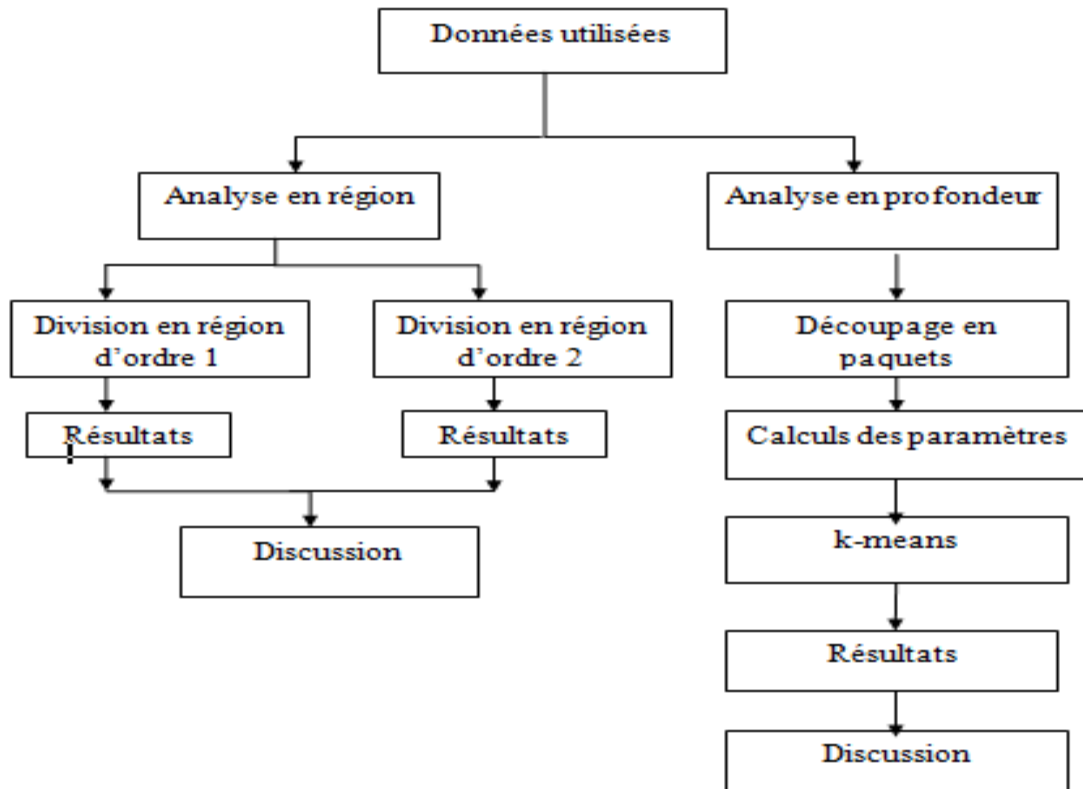 Données utilisées
Analyse en région
Analyse en profondeur
Division en région
d'ordre 1
Division en région
d'ordre 2
Découpage en
paquets
Résultats
Résultats
Calculs des paramètres
k-means
Discussion
Résultats
Discussion